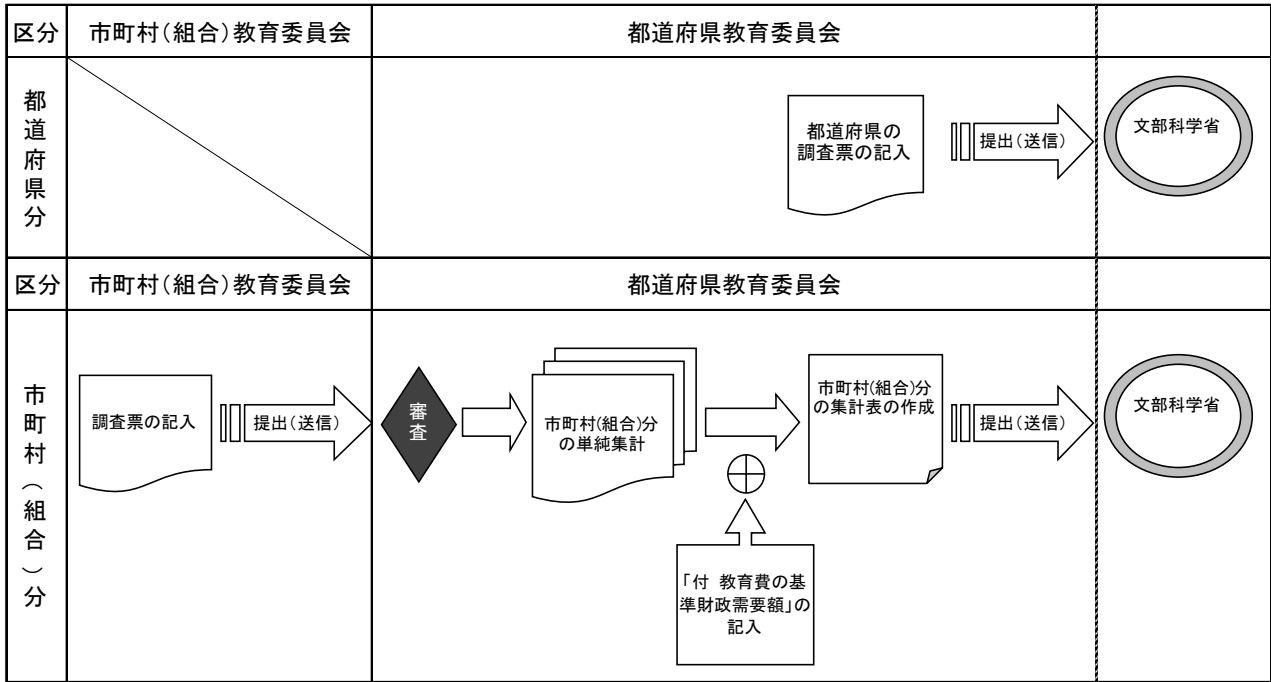 区分
市町村(組合)教育委員会
都道府県教育委員会
都道府県分
都道府県の
調査票の記入
提出(送信)
文部科学省
区分
市町村(組合)教育委員会
都道府県教育委員会
市町村(組合)分
調査票の記入
提出(送信)
審査
市町村(組合)分
の単純集計
市町村(組合)分
の集計表の作成
提出(送信)
文部科学省
「付 教育費の基
準財政需要額」の
記入